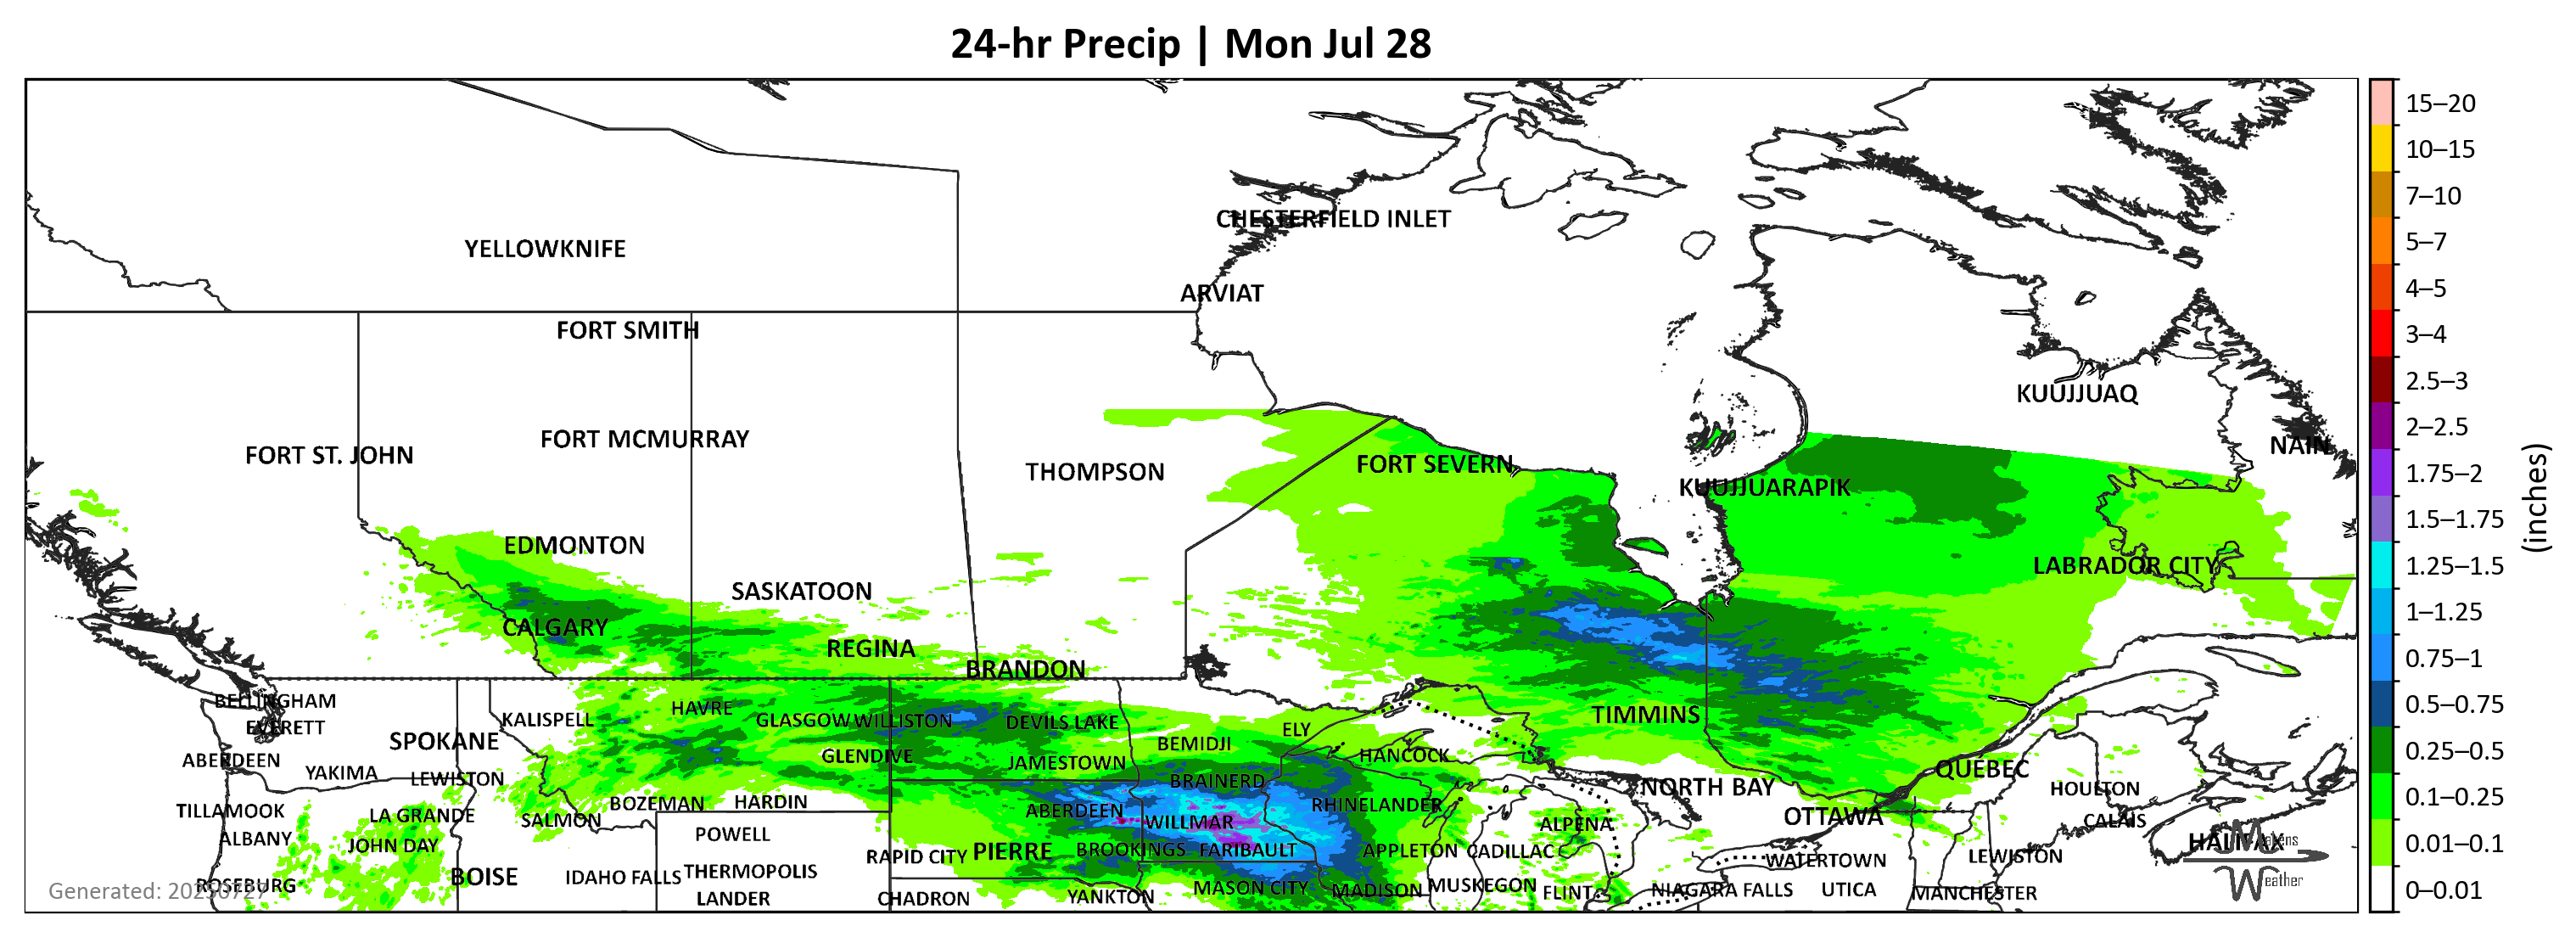 24-hr Precip | Mon Jul 28
CHESTERFIELD INLET
YELLOWKNIFE
ARVIAT
FORT SMITH
KUUJJUAQ
FORT MCMURRAY
NAIN
FORT ST. JOHN
FORT SEVERN
THOMPSON
KUUJJUARAPIK
EDMONTON
LABRADOR CITY
SASKATOON
CALGARY
REGINA
BRANDON
BELLINGHAM
HAVRE
TIMMINS
KALISPELL
GLASGOW WILLISTON
DEVILS LAKE
EVERETT
ELY
SPOKANE
BEMIDJI
HANCOCK
GLENDIVE
ABERDEEN
JAMESTOWN
QUÉBEC
YAKIMA
LEWISTON
BRAINERD
NORTH BAY
HOULTON
BOZEMAN
HARDIN
RHINELANDER
TILLAMOOK
LA GRANDE
ABERDEEN
OTTAWA
SALMON
WILLMAR
ALPENA
CALAIS
ALBANY
POWELL
HALIFAX
JOHN DAY
BROOKINGS
FARIBAULT
APPLETON
CADILLAC
RAPID CITY
PIERRE
LEWISTON
WATERTOWN
THERMOPOLIS
IDAHO FALLS
BOISE
ROSEBURG
MASON CITY
MADISON
MUSKEGON
FLINT
NIAGARA FALLS
UTICA
MANCHESTER
LANDER
CHADRON
YANKTON
Generated: 20250727
Matens
Weather
15–20
10–15
7–10
5–7
4–5
3–4
2.5–3
2–2.5
1.75–2
1.5–1.75
1.25–1.5
1–1.25
0.75–1
0.5–0.75
0.25–0.5
0.1–0.25
0.01–0.1
0–0.01
(inches)